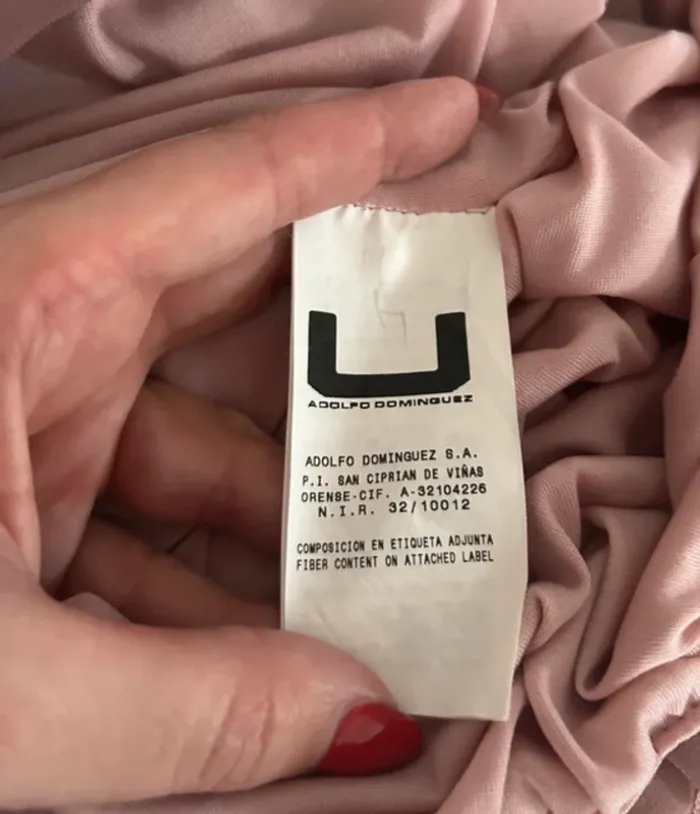 ADOLFO DOMINGUEZ
ADOLFO DOMINGUEZ S.A.
P.I. SAN CIPRIAN DE VIÑAS
ORENSE-CIF. A-32104226
N.I.R. 32/10012
COMPOSICION EN ETIQUETA ADJUNTA
FIBER CONTENT ON ATTACHED LABEL